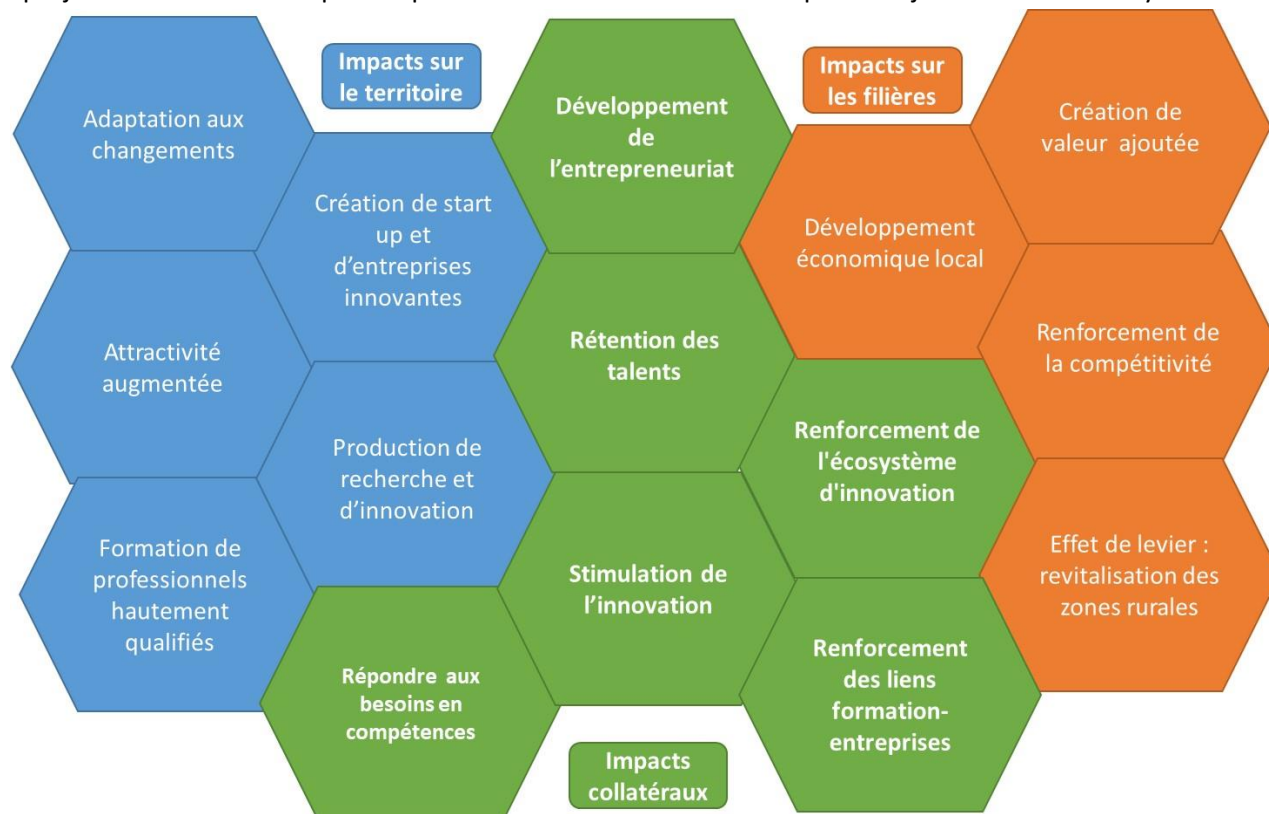 Impacts sur
le territoire
Impacts sur
les filières
Adaptation aux
changements
Développement
de
l’entrepreneuriat
Création de
valeur ajoutée
Création de start
up et
d’entreprises
innovantes
Développement
économique local
Attractivité
augmentée
Rétention des
talents
Renforcement de
la compétitivité
Production de
recherche et
d’innovation
Renforcement de
l'écosystème
d'innovation
Formation de
professionnels
hautement
qualifiés
Stimulation de
l’innovation
Effet de levier :
revitalisation des
zones rurales
Répondre aux
besoins en
compétences
Renforcement
des liens
formation-
entreprises
Impacts
collatéraux